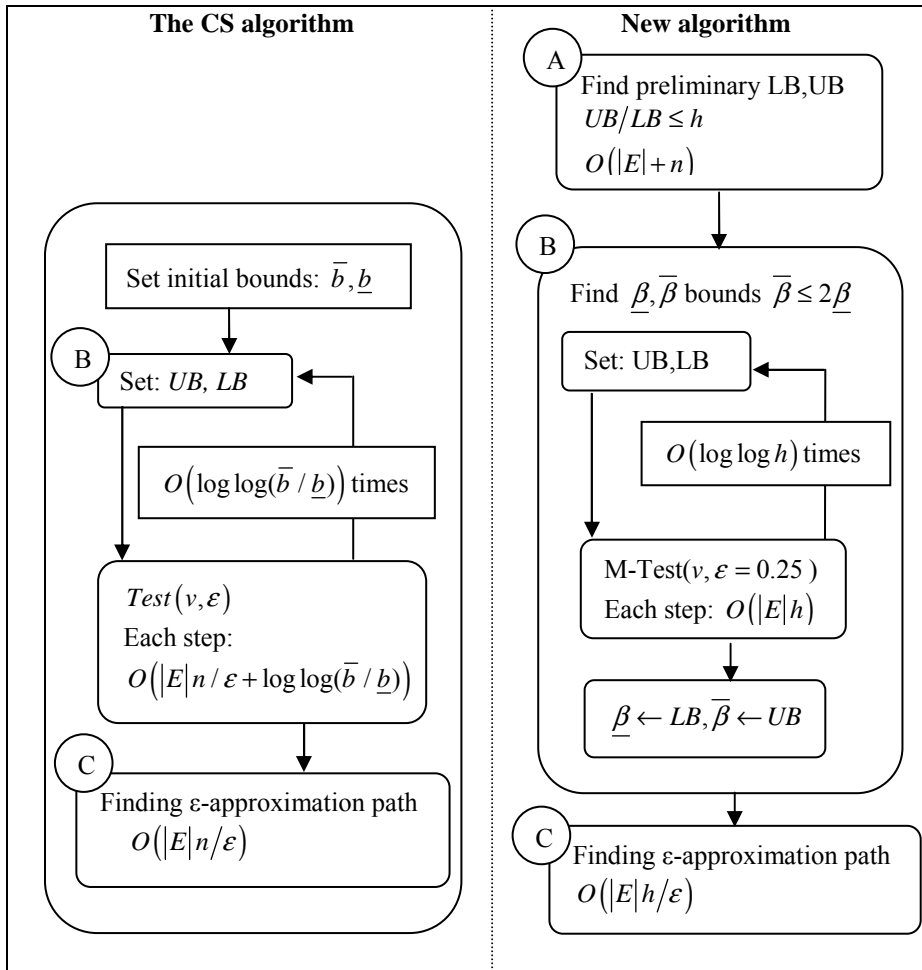 The CS algorithm
Set initial bounds: b̅, b̲
B
Set: UB, LB
O(log log(b̅ / b̲)) times
Test(v,ε)
Each step:
O(|E|n / ε + log log(b̅ / b̲))
C
Finding ε-approximation path
O(|E|n/ε)
New algorithm
A
Find preliminary LB,UB
UB/LB ≤ h
O(|E|+n)
B
Find β̲, β̅ bounds β̅ ≤ 2β̲
Set: UB,LB
O(log log h) times
M-Test(v, ε = 0.25 )
Each step: O(|E|h)
β̲ ← LB, β̅ ← UB
C
Finding ε-approximation path
O(|E|h/ε)